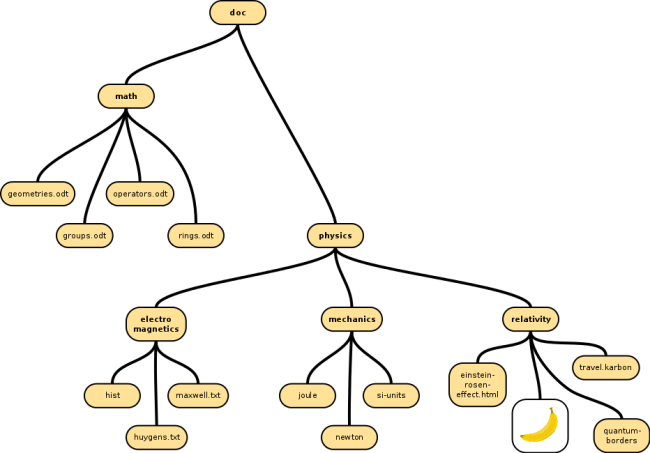 doc
math
geometries.odt
operators.odt
groups.odt
rings.odt
physics
electro
magnetics
mechanics
relativity
hist
maxwell.txt
huygens.txt
joule
si-units
newton
einstein-
rosen-
effect.html
travel.karbon
quantum-
borders